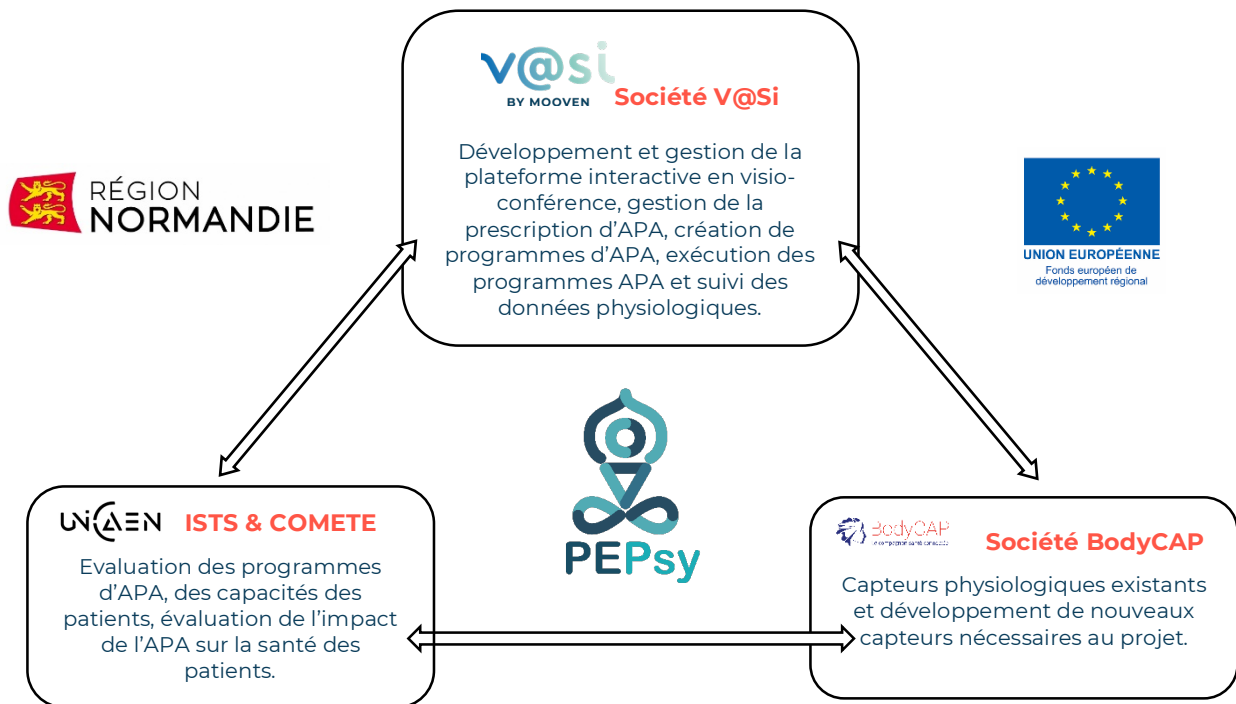 v@si
BY MOOVEN
Société V@Si
Développement et gestion de la
plateforme interactive en visio-
conférence, gestion de la
prescription d’APA, création de
programmes d’APA, exécution des
programmes APA et suivi des
données physiologiques.
RÉGION
NORMANDIE
UNION EUROPÉENNE
Fonds européen de
développement régional
PEPsy
UNICAEN
ISTS & COMETE
Evaluation des programmes
d’APA, des capacités des
patients, évaluation de l’impact
de l’APA sur la santé des
patients.
BodyCAP
le compagnon santé connectée
Société BodyCAP
Capteurs physiologiques existants
et développement de nouveaux
capteurs nécessaires au projet.